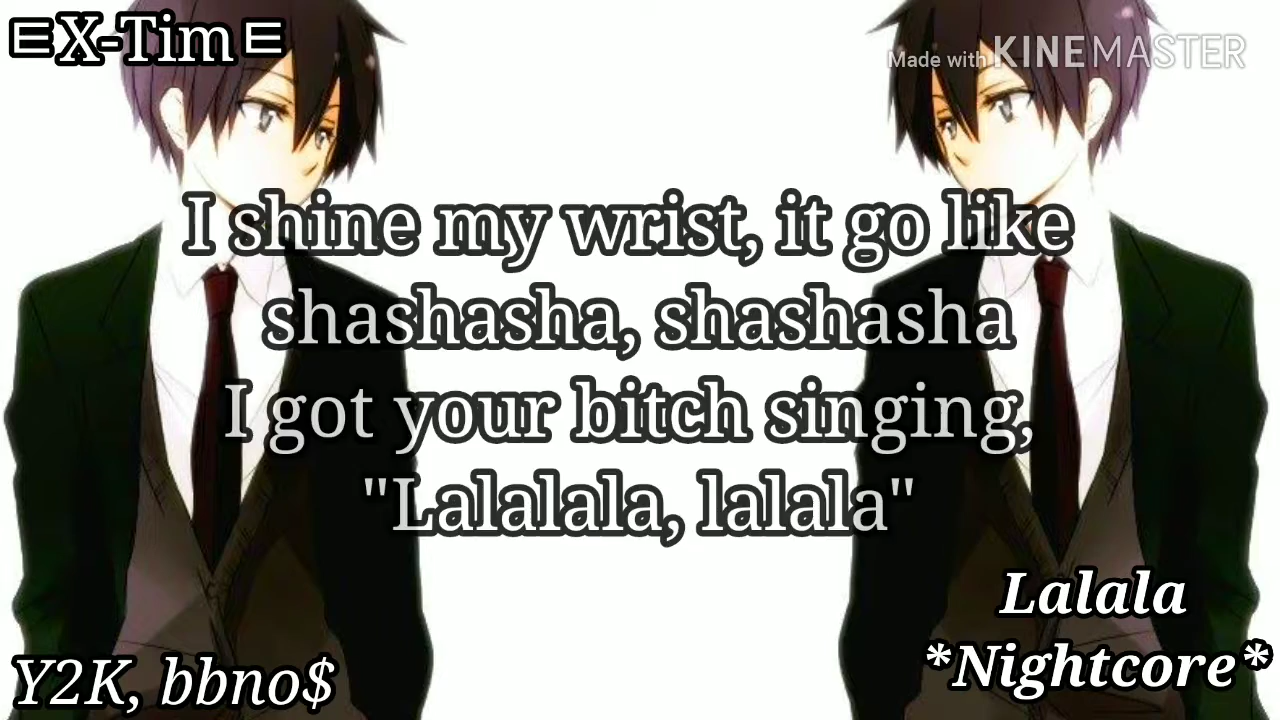 ΞX-TimΞ
Made with KINEMASTER
I shine my wrist, it go like
shashasha, shashasha
I got your bitch singing,
"Lalalala, lalala"
Lalala
*Nightcore*
Y2K, bbno$